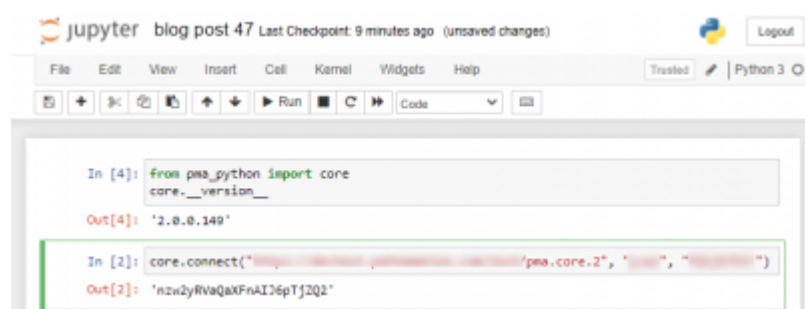 jupyter blog post 47 Last Checkpoint: 9 minutes ago (unsaved changes) Logout
File Edit View Insert Cell Kernel Widgets Help Trusted Python 3
Run Code
In [4]: from pma_python import core
core.__version__
Out[4]: '2.0.0.149'
In [2]: core.connect(" /pma.core.2", " ", " ")
Out[2]: 'nzw2yRVaQaXFnAIJ6pTjZQ2'